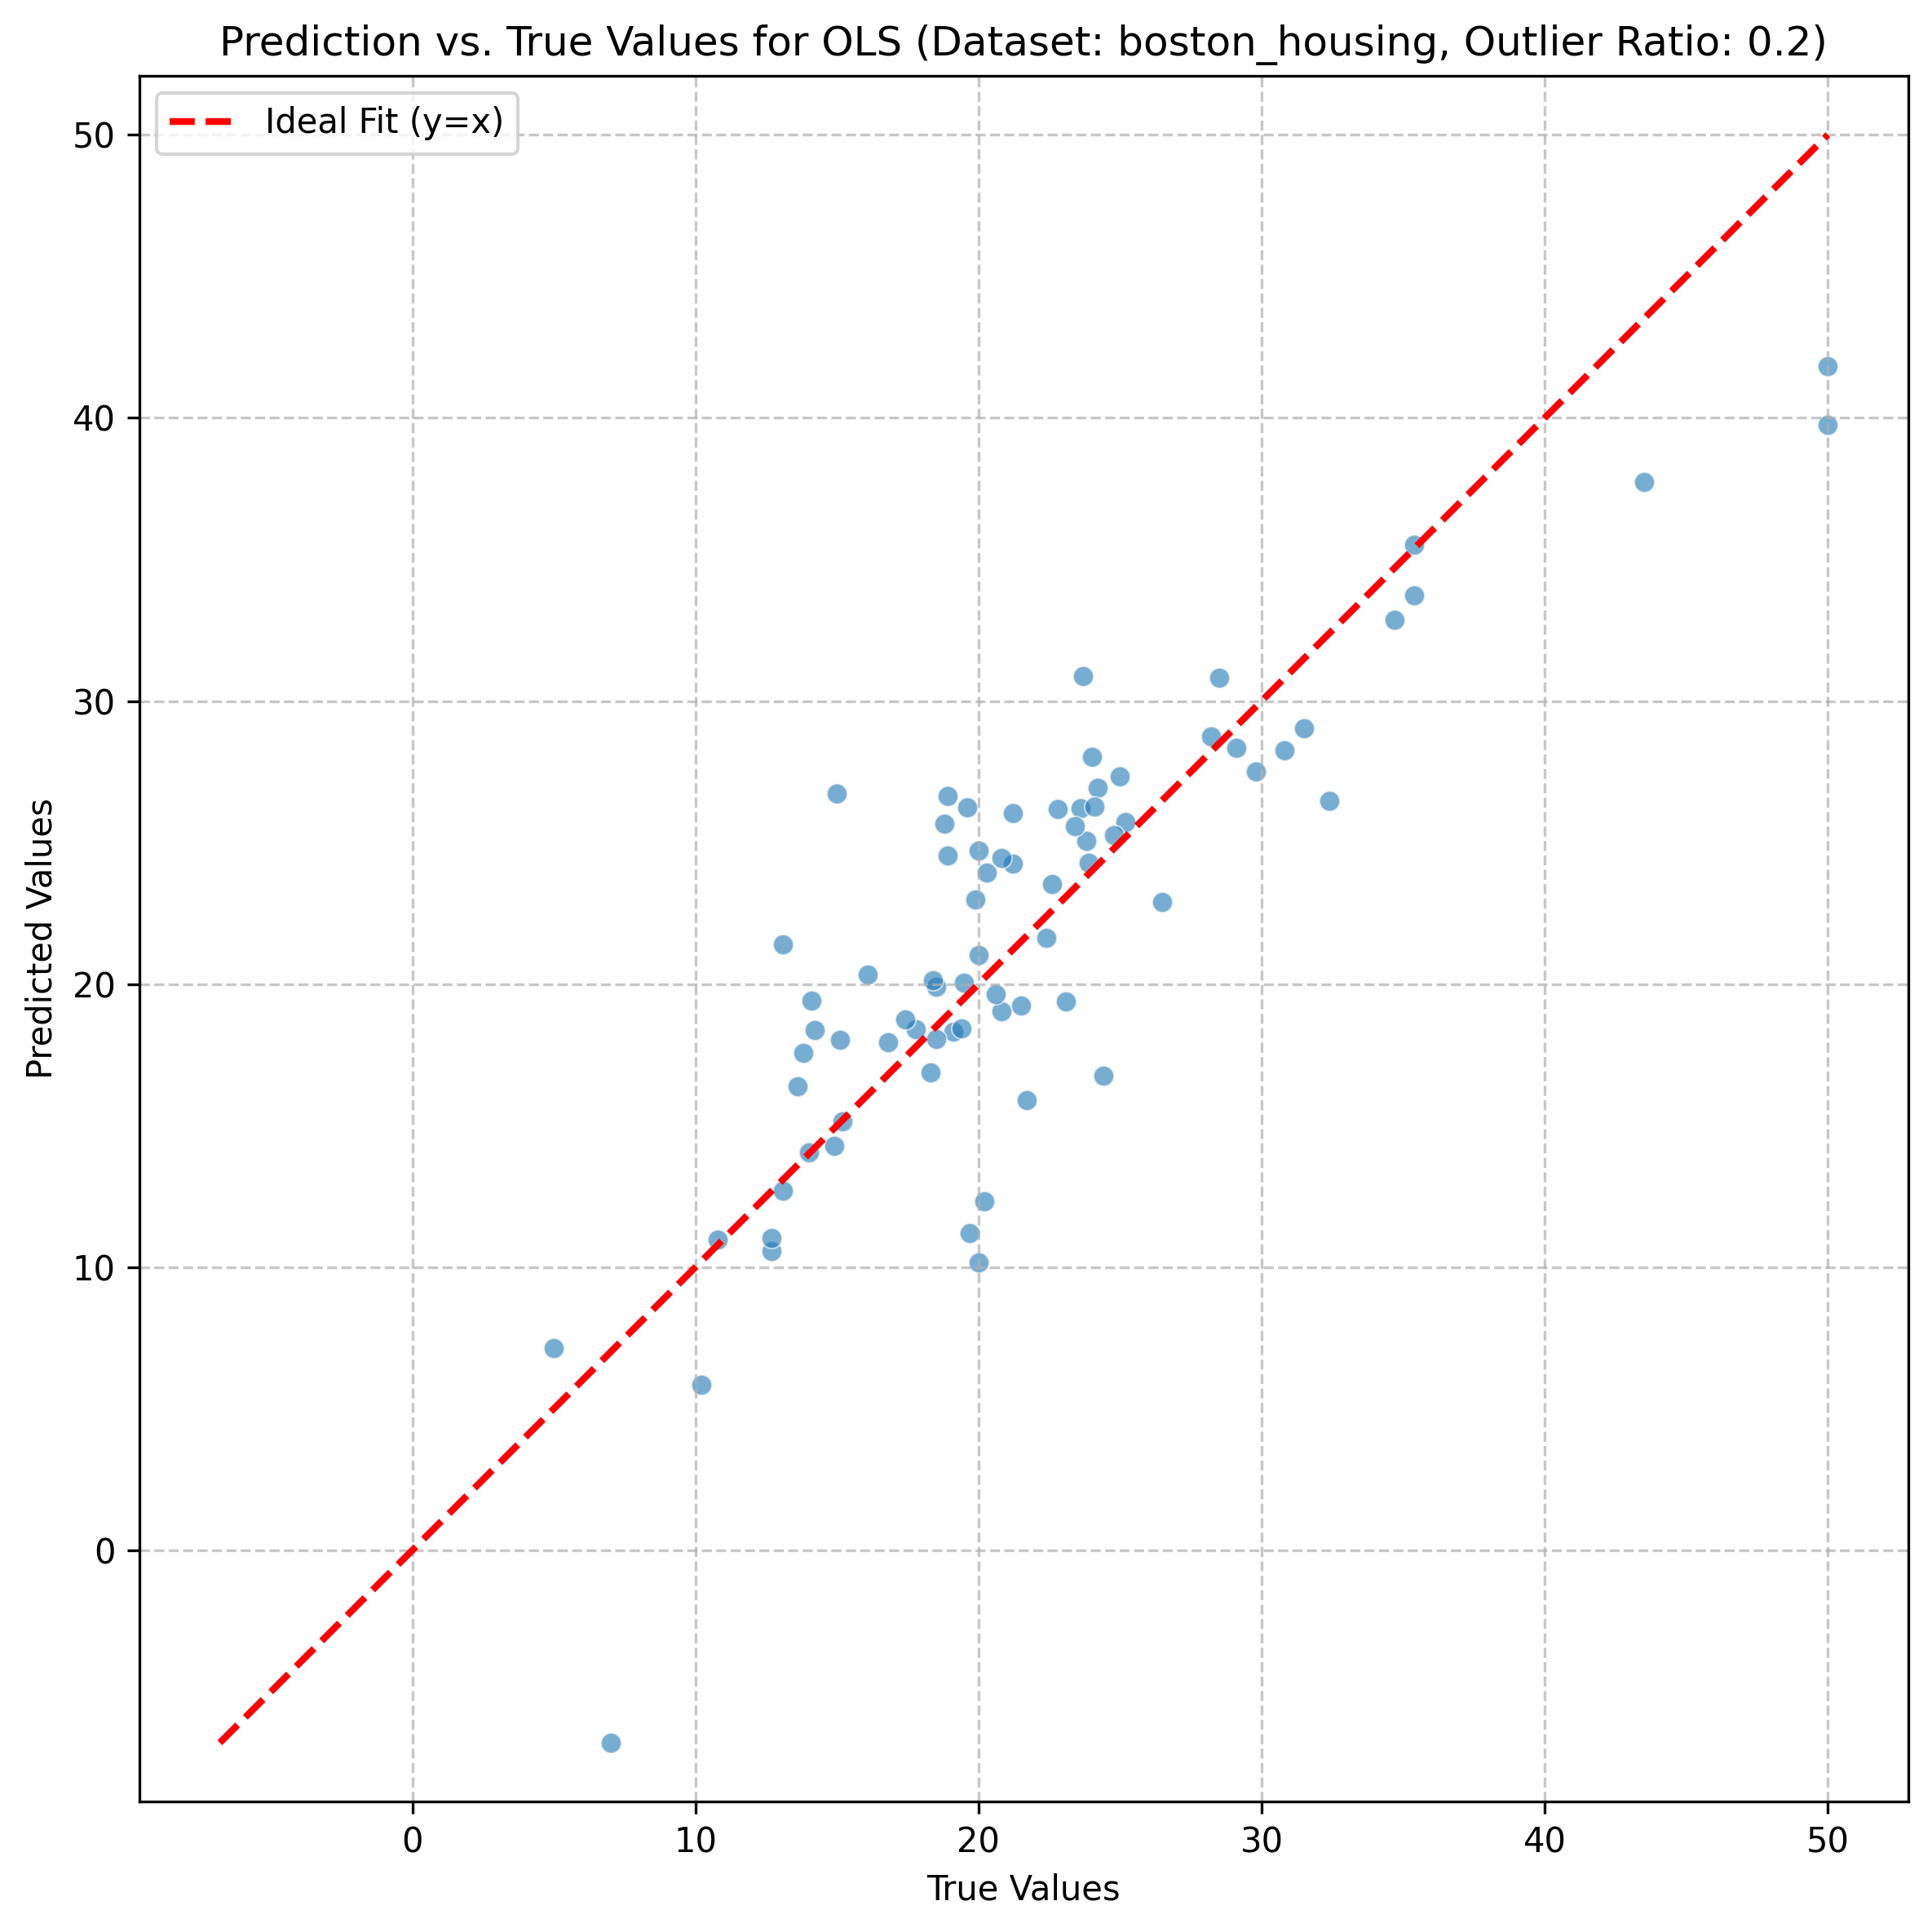 Prediction vs. True Values for OLS (Dataset: boston_housing, Outlier Ratio: 0.2)
Ideal Fit (y=x)
50
40
30
20
10
0
Predicted Values
0 10 20 30 40 50
True Values